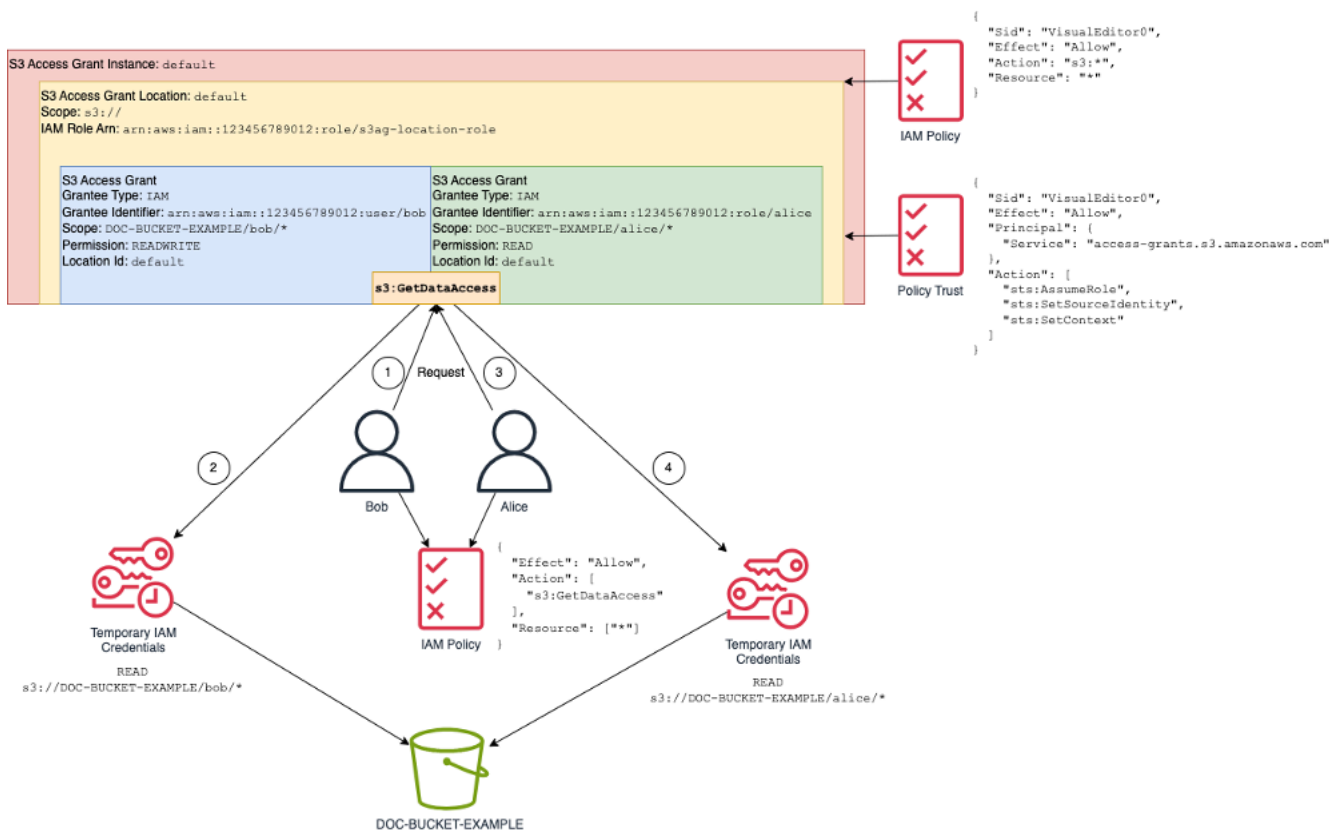 S3 Access Grant Instance: default
S3 Access Grant Location: default
Scope: s3://
IAM Role Arn: arn:aws:iam::123456789012:role/s3ag-location-role
S3 Access Grant
Grantee Type: IAM
Grantee Identifier: arn:aws:iam::123456789012:user/bob
Scope: DOC-BUCKET-EXAMPLE/bob/*
Permission: READWRITE
Location Id: default
S3 Access Grant
Grantee Type: IAM
Grantee Identifier: arn:aws:iam::123456789012:role/alice
Scope: DOC-BUCKET-EXAMPLE/alice/*
Permission: READ
Location Id: default
s3:GetDataAccess
{
"Sid": "VisualEditor0",
"Effect": "Allow",
"Action": "s3:*",
"Resource": "*"
}
IAM Policy
{
"Sid": "VisualEditor0",
"Effect": "Allow",
"Principal": {
"Service": "access-grants.s3.amazonaws.com"
},
"Action": [
"sts:AssumeRole",
"sts:SetSourceIdentity",
"sts:SetContext"
]
}
Policy Trust
1
Request
3
2
4
Bob
Alice
{
"Effect": "Allow",
"Action": [
"s3:GetDataAccess"
],
"Resource": ["*"]
}
IAM Policy
Temporary IAM
Credentials
READ
s3://DOC-BUCKET-EXAMPLE/bob/*
Temporary IAM
Credentials
READ
s3://DOC-BUCKET-EXAMPLE/alice/*
DOC-BUCKET-EXAMPLE